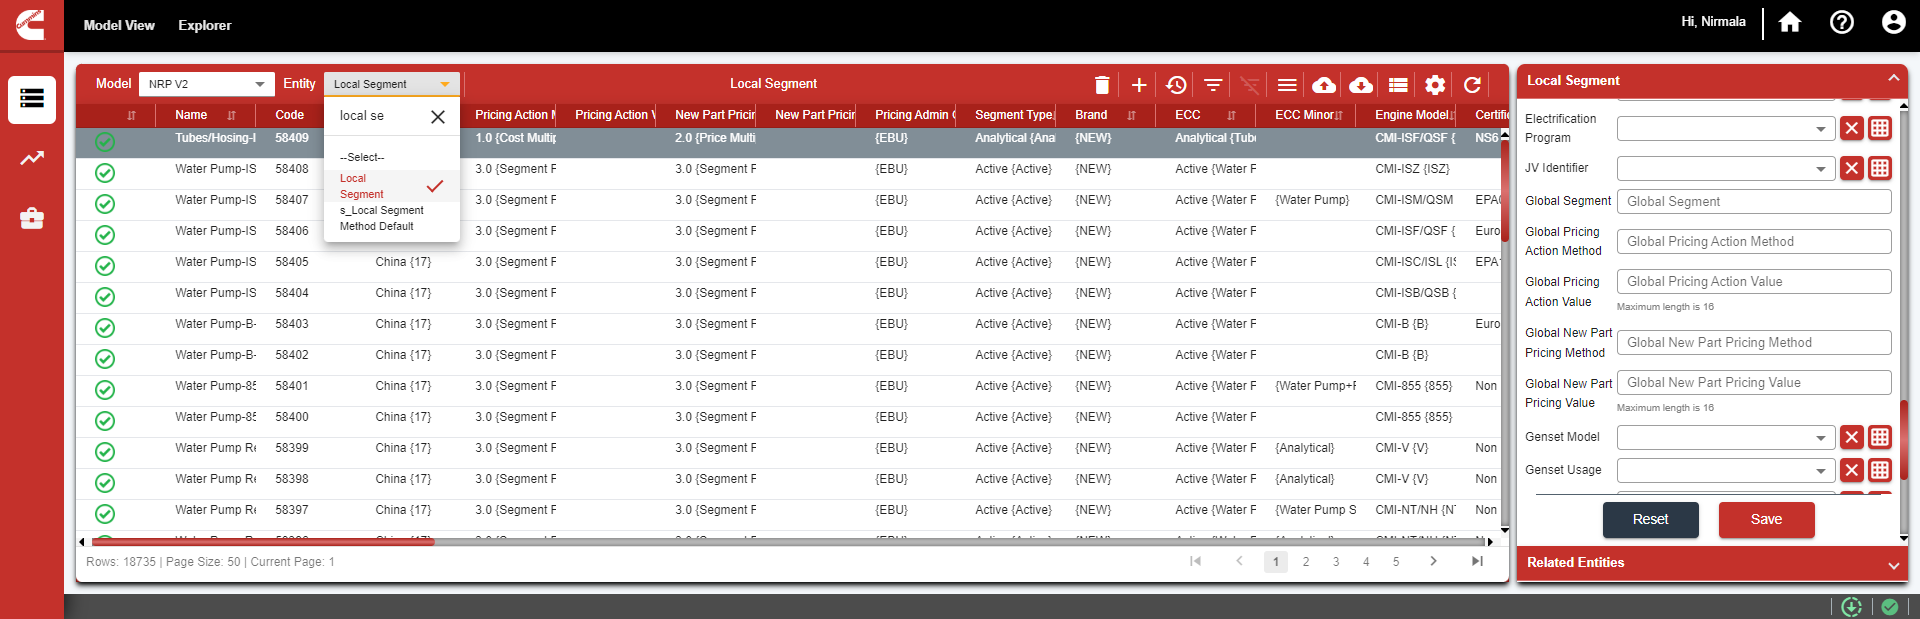 Cummins
Model View
Explorer
Hi, Nirmala
Model
NRP V2
Entity
Local Segment
Local Segment
local se
--Select--
Local
Segment
s_Local Segment
Method Default
Name Code Pricing Action M Pricing Action V New Part Pricin New Part Pricin Pricing Admin Segment Type Brand ECC ECC Minor Engine Model Certifi
Tubes/Hosing-I 58409 1.0 {Cost Multip 2.0 {Price Multi {EBU} Analytical {Ana {NEW} Analytical {Tub CMI-ISF/QSF { NS6
Water Pump-IS 58408 3.0 {Segment F 3.0 {Segment F {EBU} Active {Active} {NEW} Active {Water F CMI-ISZ {ISZ}
Water Pump-IS 58407 3.0 {Segment F 3.0 {Segment F {EBU} Active {Active} {NEW} Active {Water F {Water Pump} CMI-ISM/QSM EPA
Water Pump-IS 58406 3.0 {Segment F 3.0 {Segment F {EBU} Active {Active} {NEW} Active {Water F CMI-ISF/QSF { Euro
Water Pump-IS 58405 China {17} 3.0 {Segment F 3.0 {Segment F {EBU} Active {Active} {NEW} Active {Water F CMI-ISC/ISL {IS EPA
Water Pump-IS 58404 China {17} 3.0 {Segment F 3.0 {Segment F {EBU} Active {Active} {NEW} Active {Water F CMI-ISB/QSB {
Water Pump-B- 58403 China {17} 3.0 {Segment F 3.0 {Segment F {EBU} Active {Active} {NEW} Active {Water F CMI-B {B} Euro
Water Pump-B- 58402 China {17} 3.0 {Segment F 3.0 {Segment F {EBU} Active {Active} {NEW} Active {Water F CMI-B {B}
Water Pump-85 58401 China {17} 3.0 {Segment F 3.0 {Segment F {EBU} Active {Active} {NEW} Active {Water F {Water Pump+F CMI-855 {855} Non
Water Pump-85 58400 China {17} 3.0 {Segment F 3.0 {Segment F {EBU} Active {Active} {NEW} Active {Water F CMI-855 {855}
Water Pump Re 58399 China {17} 3.0 {Segment F 3.0 {Segment F {EBU} Active {Active} {NEW} Active {Water F {Analytical} CMI-V {V} Non
Water Pump Re 58398 China {17} 3.0 {Segment F 3.0 {Segment F {EBU} Active {Active} {NEW} Active {Water F {Analytical} CMI-V {V} Non
Water Pump Re 58397 China {17} 3.0 {Segment F 3.0 {Segment F {EBU} Active {Active} {NEW} Active {Water F {Water Pump S CMI-NT/NH {N Non
Rows: 18735 | Page Size: 50 | Current Page: 1
1 2 3 4 5
Local Segment
Electrification
Program
JV Identifier
Global Segment
Global Segment
Global Pricing
Action Method
Global Pricing Action Method
Global Pricing
Action Value
Global Pricing Action Value
Maximum length is 16
Global New Part
Pricing Method
Global New Part Pricing Method
Global New Part
Pricing Value
Global New Part Pricing Value
Maximum length is 16
Genset Model
Genset Usage
Reset
Save
Related Entities